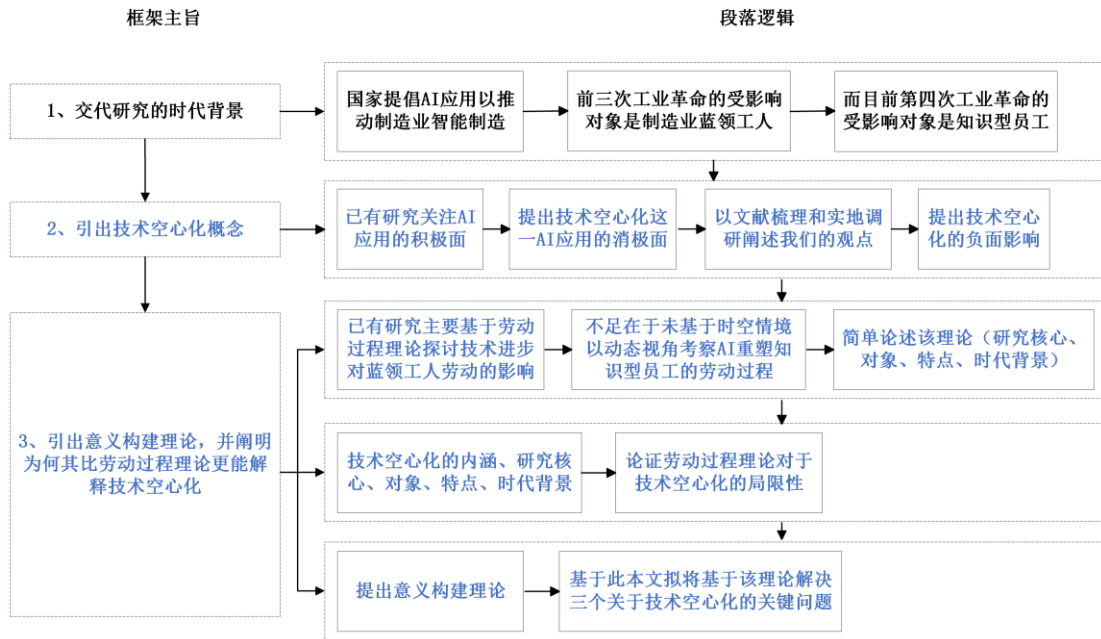 框架主旨
段落逻辑
1、交代研究的时代背景
国家提倡AI应用以推
动制造业智能制造
前三次工业革命的受影响
对象是制造业蓝领工人
而目前第四次工业革命的
受影响对象是知识型员工
2、引出技术空心化概念
已有研究关注AI
应用的积极面
提出技术空心化这
一AI应用的消极面
以文献梳理和实地调
研阐述我们的观点
提出技术空心
化的负面影响
3、引出意义构建理论，并阐明
为何其比劳动过程理论更能解
释技术空心化
已有研究主要基于劳动
过程理论探讨技术进步
对蓝领工人劳动的影响
不足在于未基于时空情境
以动态视角考察AI重塑知
识型员工的劳动过程
简单论述该理论（研究核心、
对象、特点、时代背景）
技术空心化的内涵、研究核
心、对象、特点、时代背景
论证劳动过程理论对于
技术空心化的局限性
提出意义构建理论
基于此本文拟将基于该理论解决
三个关于技术空心化的关键问题